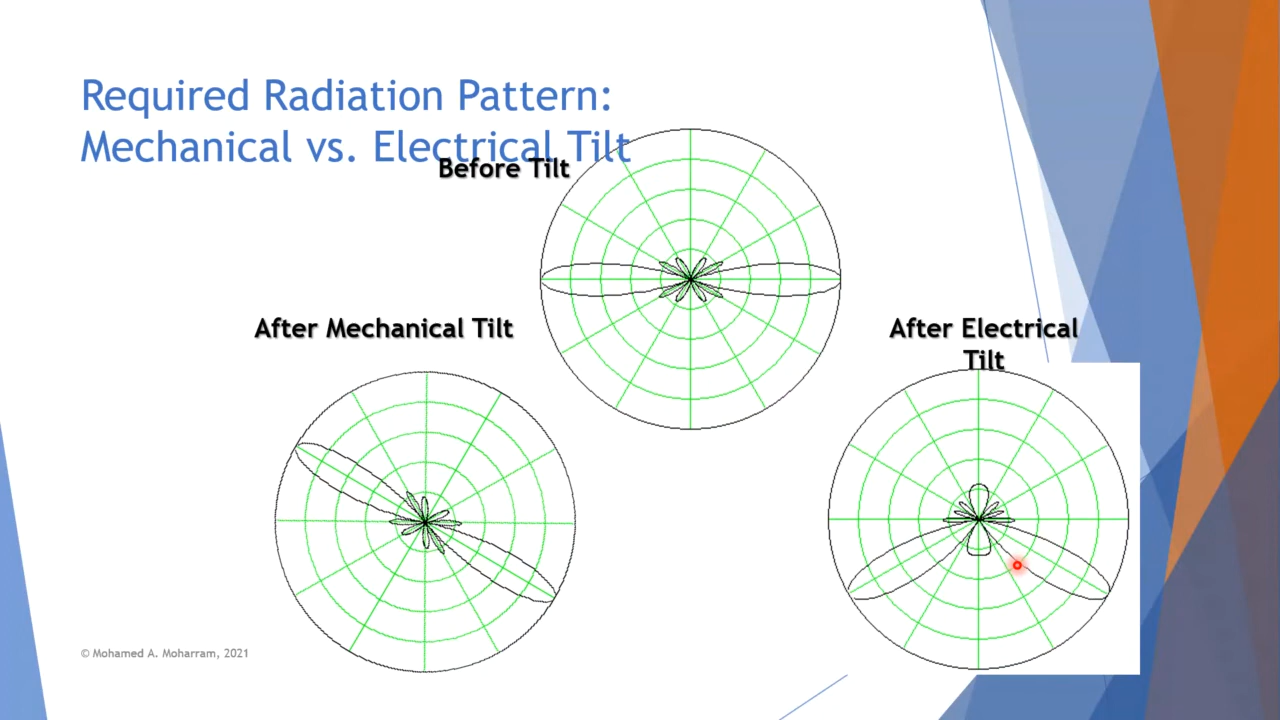 Required Radiation Pattern:
Mechanical vs. Electrical Tilt
Before Tilt
After Mechanical Tilt
After Electrical
Tilt
© Mohamed A. Moharram, 2021